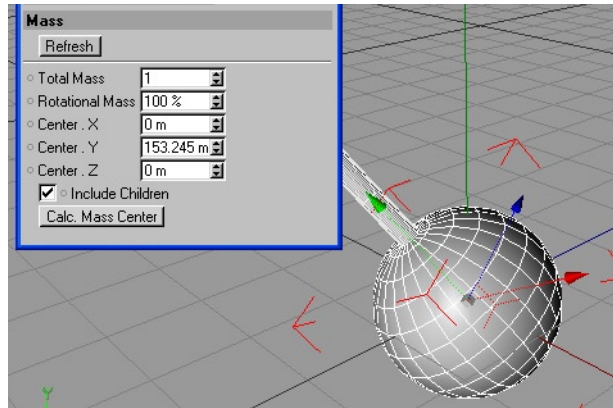 Mass
Refresh
Total Mass 1
Rotational Mass 100 %
Center . X 0 m
Center . Y 153.245 m
Center . Z 0 m
Include Children
Calc. Mass Center
Y